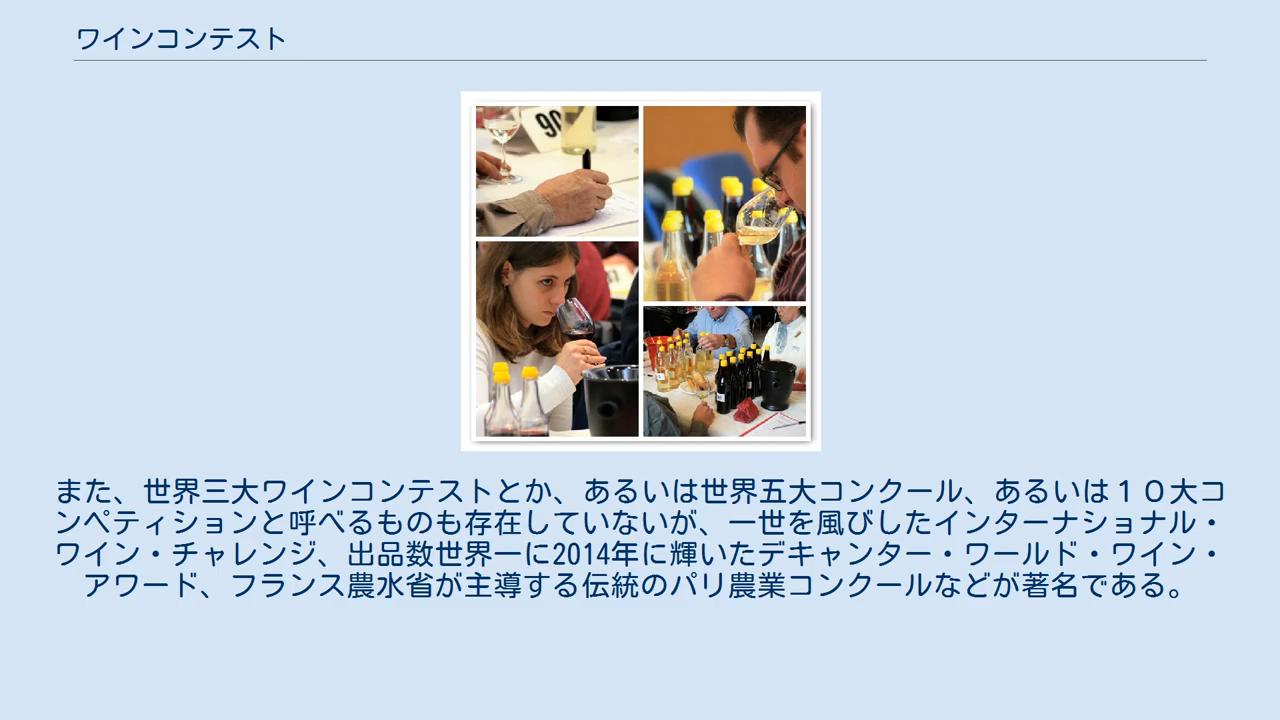 ワインコンテスト
90
また、世界三大ワインコンテストとか、あるいは世界五大コンクール、あるいは１０大コ
ンペティションと呼べるものも存在していないが、一世を風びしたインターナショナル・
ワイン・チャレンジ、出品数世界一に2014年に輝いたデキャンター・ワールド・ワイン・
アワード、フランス農水省が主導する伝統のパリ農業コンクールなどが著名である。